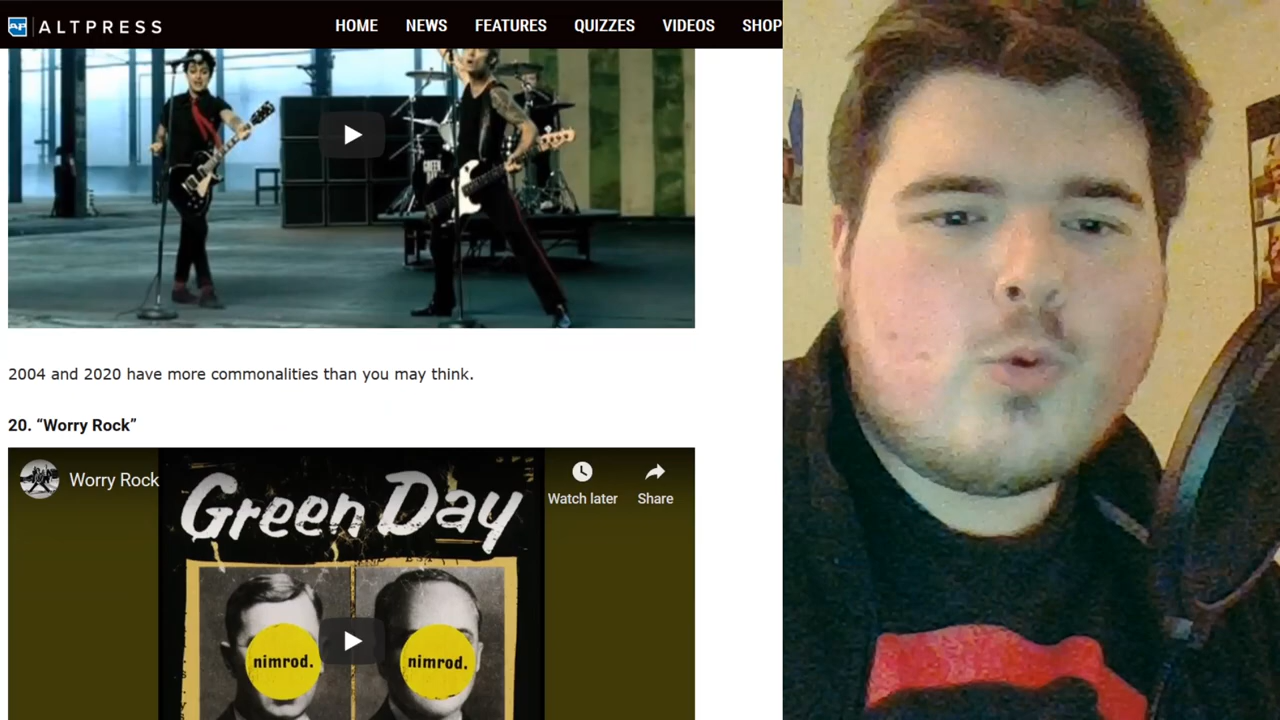 AP ALTPRESS HOME NEWS FEATURES QUIZZES VIDEOS SHOP
2004 and 2020 have more commonalities than you may think.
20. “Worry Rock”
Worry Rock
Watch later
Share
Green Day
nimrod. nimrod.